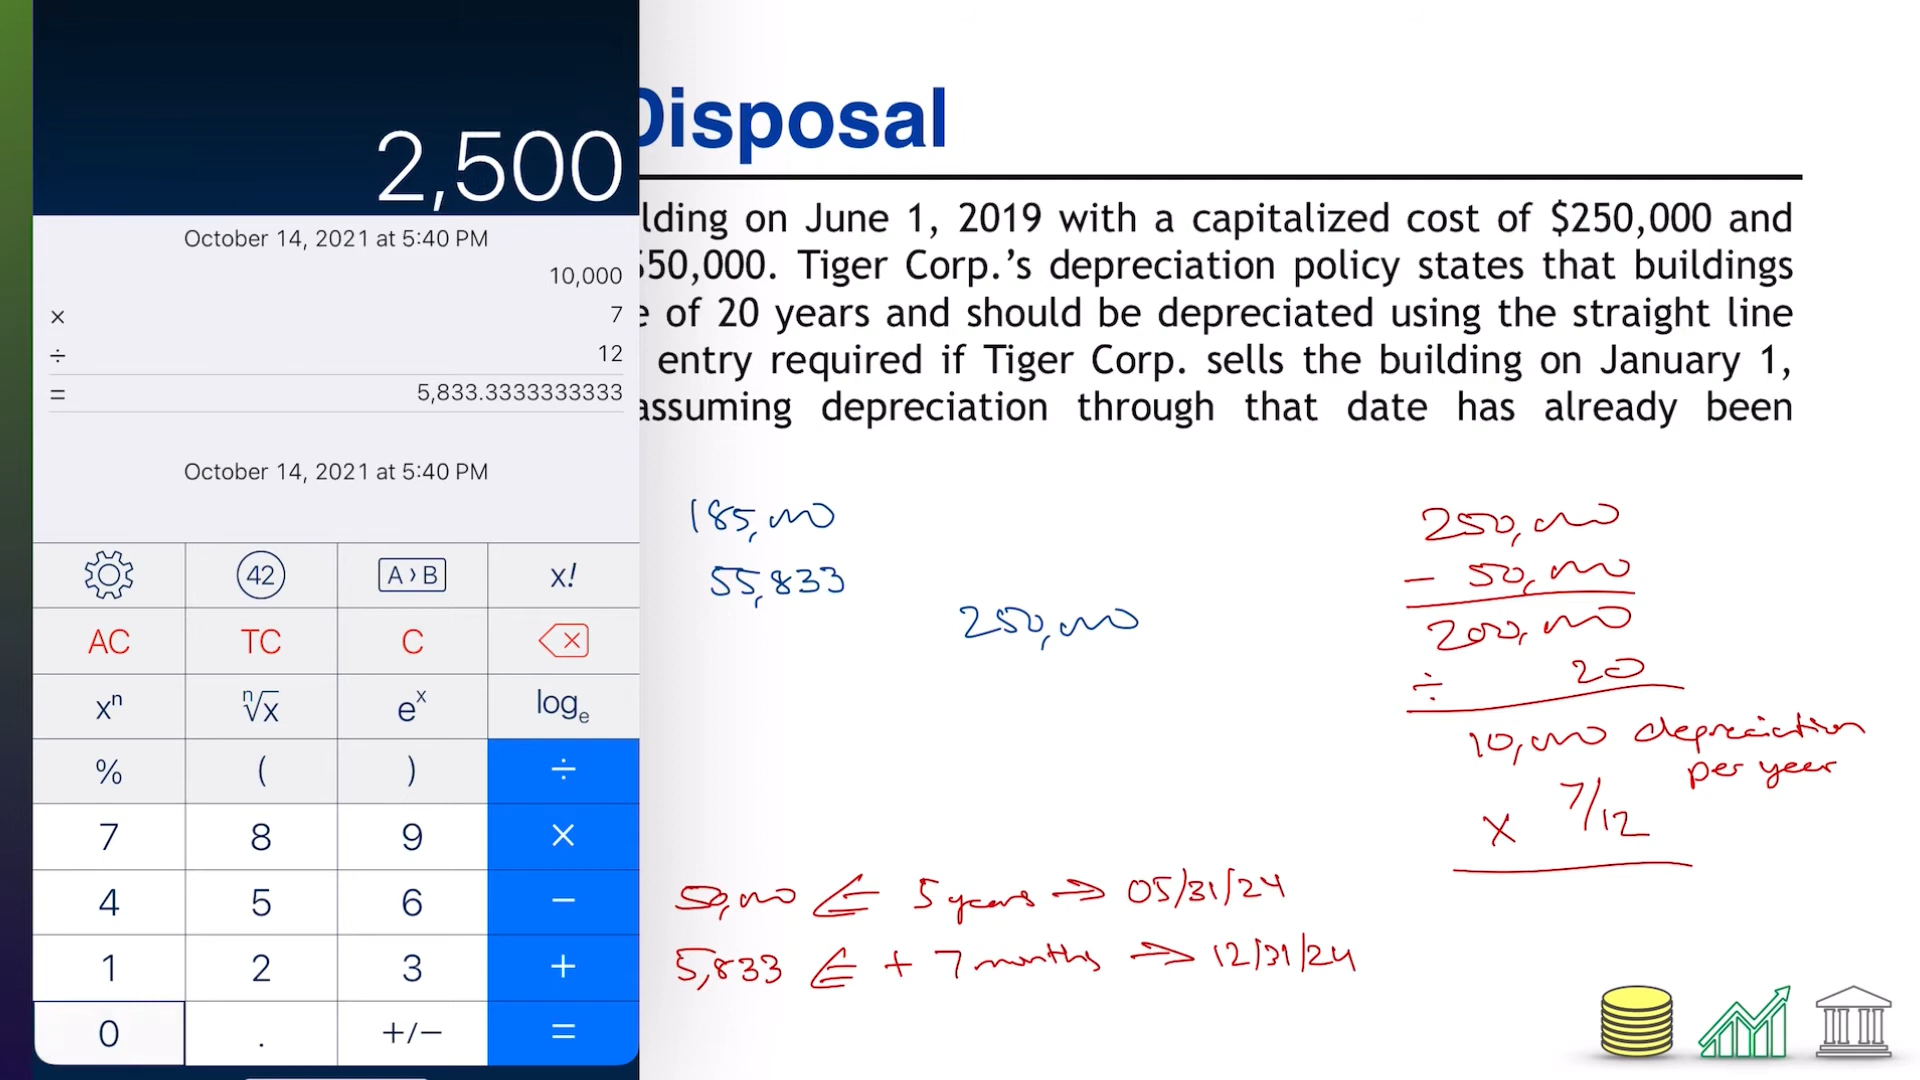 2,500
October 14, 2021 at 5:40 PM
10,000
× 7
÷ 12
= 5,833.3333333333
October 14, 2021 at 5:40 PM
42 A›B x!
AC TC C
xⁿ ⁿ√x eˣ logₑ
% ( ) ÷
7 8 9 ×
4 5 6 −
1 2 3 +
0 . +/− =
Disposal
lding on June 1, 2019 with a capitalized cost of $250,000 and
$50,000. Tiger Corp.’s depreciation policy states that buildings
e of 20 years and should be depreciated using the straight line
entry required if Tiger Corp. sells the building on January 1,
assuming depreciation through that date has already been
185,000
55,833
250,000
250,000
- 50,000
200,000
÷ 20
10,000 depreciation
per year
x 7/12
50,000 ⇐ 5 years → 05/31/24
5,833 ⇐ + 7 months → 12/31/24